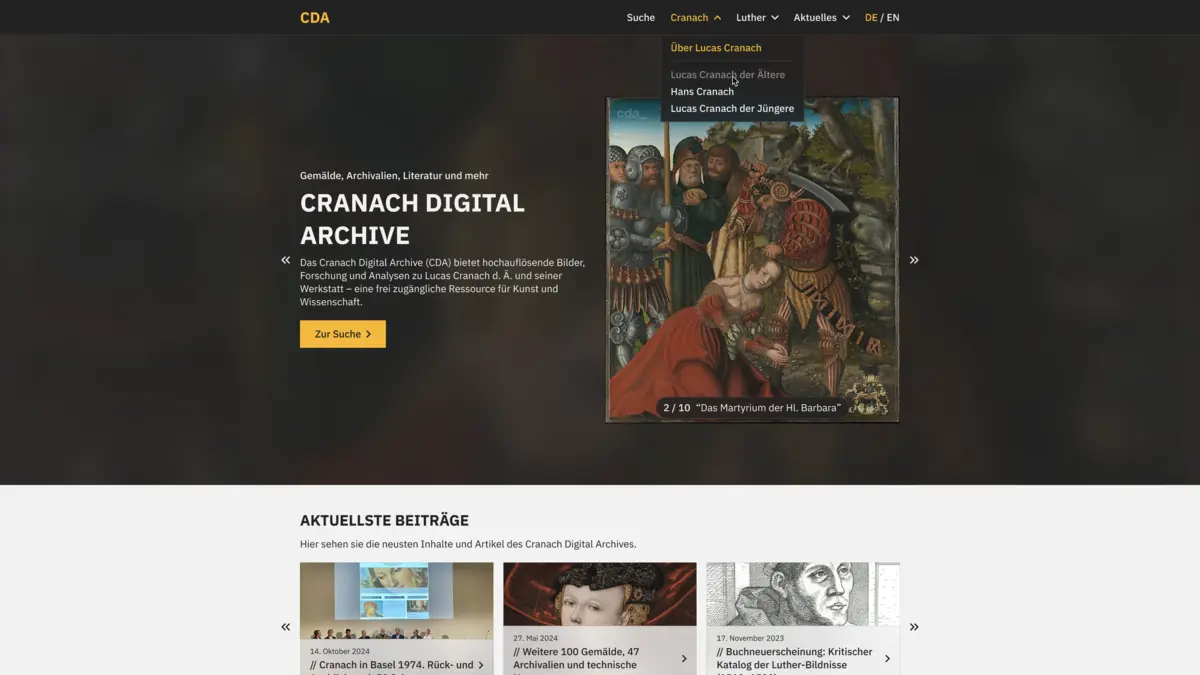 CDA
Suche
Cranach
Luther
Aktuelles
DE / EN
Über Lucas Cranach
Lucas Cranach der Ältere
Hans Cranach
Lucas Cranach der Jüngere
cda_
Gemälde, Archivalien, Literatur und mehr
CRANACH DIGITAL
ARCHIVE
Das Cranach Digital Archive (CDA) bietet hochauflösende Bilder,
Forschung und Analysen zu Lucas Cranach d. Ä. und seiner
Werkstatt – eine frei zugängliche Ressource für Kunst und
Wissenschaft.
Zur Suche
2 / 10 “Das Martyrium der Hl. Barbara”
AKTUELLSTE BEITRÄGE
Hier sehen sie die neusten Inhalte und Artikel des Cranach Digital Archives.
14. Oktober 2024
// Cranach in Basel 1974. Rück- und
27. Mai 2024
// Weitere 100 Gemälde, 47
Archivalien und technische
17. November 2023
// Buchneuerscheinung: Kritischer
Katalog der Luther-Bildnisse